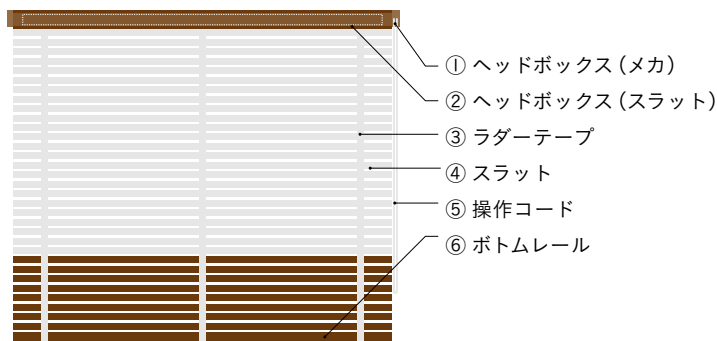 ① ヘッドボックス(メカ)
② ヘッドボックス(スラット)
③ ラダーテープ
④ スラット
⑤ 操作コード
⑥ ボトムレール